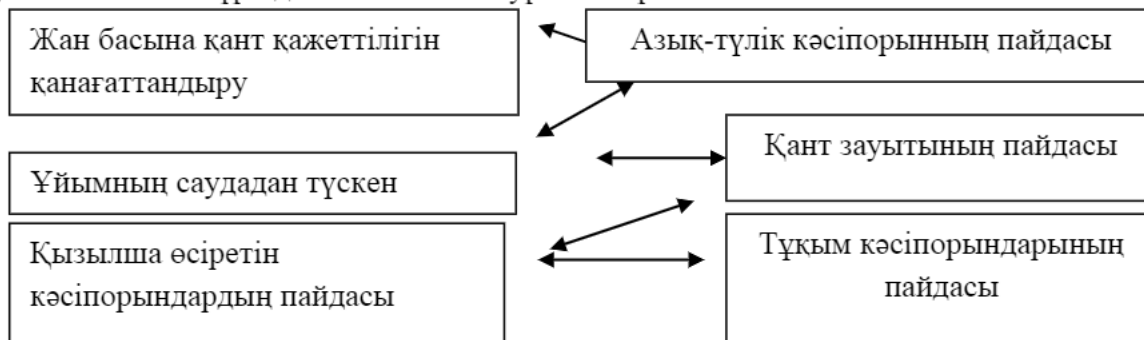 Жан басына қант қажеттілігін
қанағаттандыру
Азық-түлік кәсіпорынның пайдасы
Қант зауытының пайдасы
Ұйымның саудадан түскен
Қызылша өсіретін
кәсіпорындардың пайдасы
Тұқым кәсіпорындарының
пайдасы